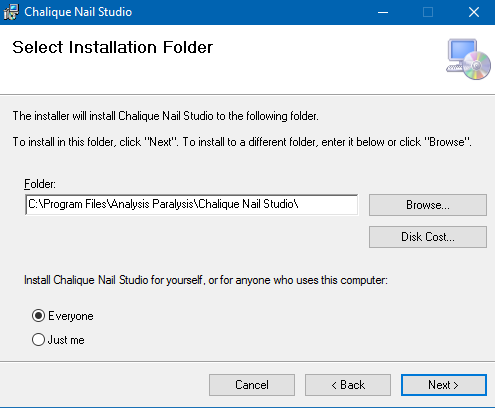 Chalique Nail Studio
Select Installation Folder
The installer will install Chalique Nail Studio to the following folder.
To install in this folder, click "Next". To install to a different folder, enter it below or click "Browse".
Folder:
C:\Program Files\Analysis Paralysis\Chalique Nail Studio\
Browse...
Disk Cost...
Install Chalique Nail Studio for yourself, or for anyone who uses this computer:
Everyone
Just me
Cancel
< Back
Next >